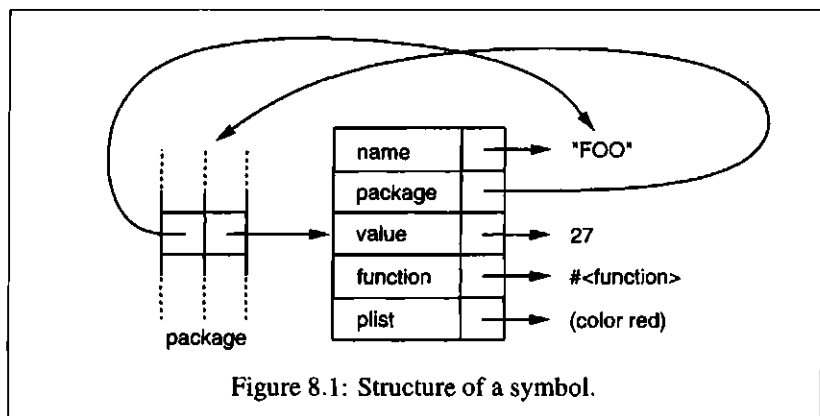 name
"FOO"
package
value
27
function
#<function>
plist
(color red)
package
Figure 8.1: Structure of a symbol.